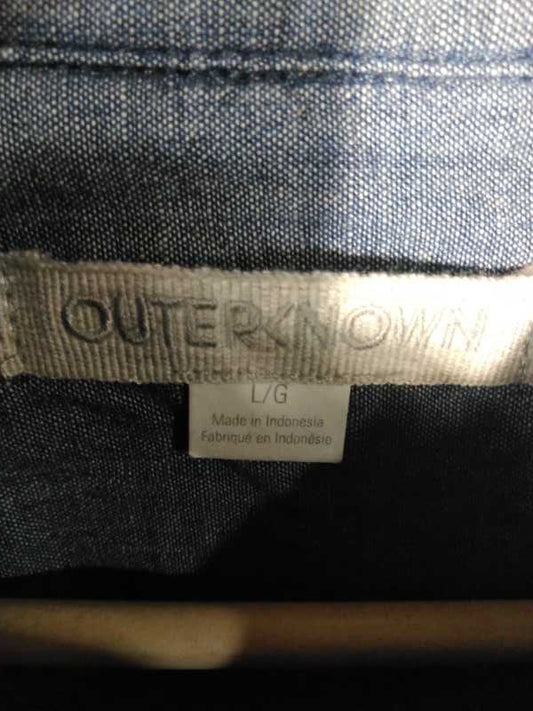 OUTERKNOWN
L/G
Made in Indonesia
Fabriqué en Indonésie